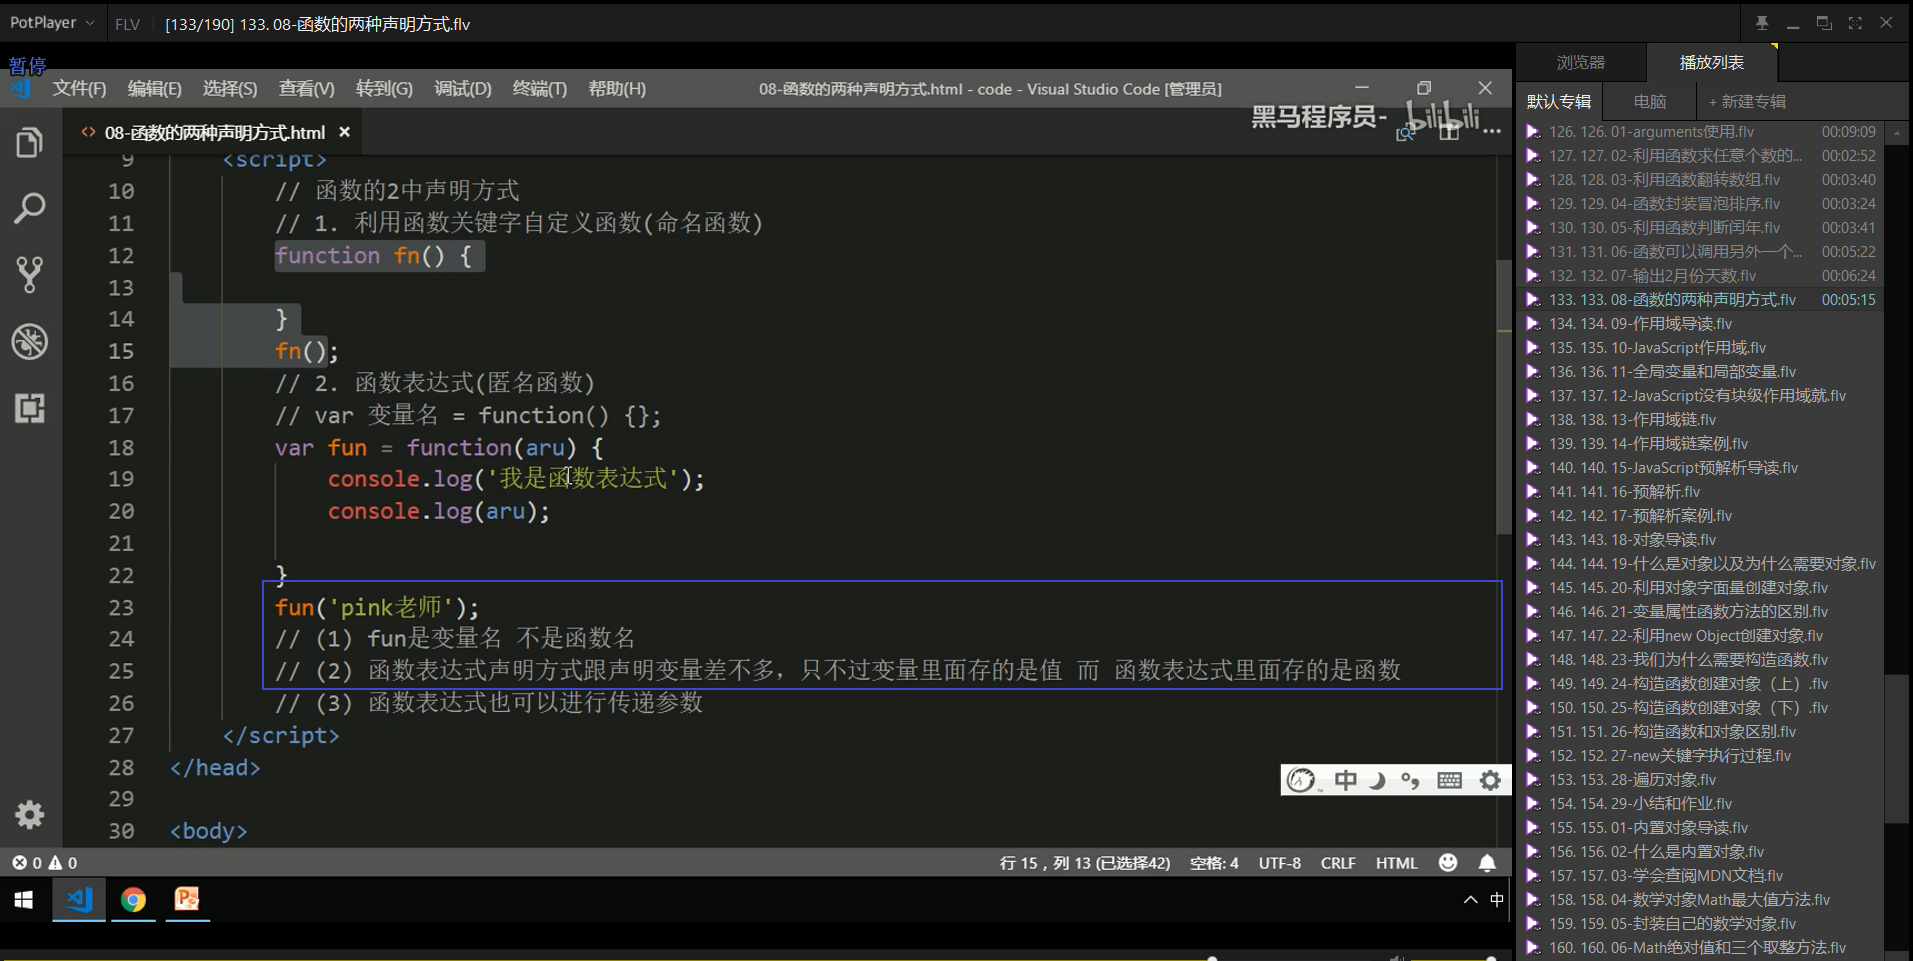 PotPlayer
FLV
[133/190] 133. 08-函数的两种声明方式.flv
暂停
文件(F) 编辑(E) 选择(S) 查看(V) 转到(G) 调试(D) 终端(T) 帮助(H)
08-函数的两种声明方式.html - code - Visual Studio Code [管理员]
<> 08-函数的两种声明方式.html ×
黑马程序员- bilibili
9 <script>
10 // 函数的2中声明方式
11 // 1. 利用函数关键字自定义函数(命名函数)
12 function fn() {
13
14 }
15 fn();
16 // 2. 函数表达式(匿名函数)
17 // var 变量名 = function() {};
18 var fun = function(aru) {
19 console.log('我是函数表达式');
20 console.log(aru);
21
22 }
23 fun('pink老师');
24 // (1) fun是变量名 不是函数名
25 // (2) 函数表达式声明方式跟声明变量差不多，只不过变量里面存的是值 而 函数表达式里面存的是函数
26 // (3) 函数表达式也可以进行传递参数
27 </script>
28 </head>
29
30 <body>
中
0 0
行 15，列 13 (已选择42) 空格: 4 UTF-8 CRLF HTML
中
浏览器 播放列表
默认专辑 电脑 + 新建专辑
126. 126. 01-arguments使用.flv 00:09:09
127. 127. 02-利用函数求任意个数的... 00:02:52
128. 128. 03-利用函数翻转数组.flv 00:03:40
129. 129. 04-函数封装冒泡排序.flv 00:03:24
130. 130. 05-利用函数判断闰年.flv 00:03:41
131. 131. 06-函数可以调用另外一个... 00:05:22
132. 132. 07-输出2月份天数.flv 00:06:24
133. 133. 08-函数的两种声明方式.flv 00:05:15
134. 134. 09-作用域导读.flv
135. 135. 10-JavaScript作用域.flv
136. 136. 11-全局变量和局部变量.flv
137. 137. 12-JavaScript没有块级作用域就.flv
138. 138. 13-作用域链.flv
139. 139. 14-作用域链案例.flv
140. 140. 15-JavaScript预解析导读.flv
141. 141. 16-预解析.flv
142. 142. 17-预解析案例.flv
143. 143. 18-对象导读.flv
144. 144. 19-什么是对象以及为什么需要对象.flv
145. 145. 20-利用对象字面量创建对象.flv
146. 146. 21-变量属性函数方法的区别.flv
147. 147. 22-利用new Object创建对象.flv
148. 148. 23-我们为什么需要构造函数.flv
149. 149. 24-构造函数创建对象（上）.flv
150. 150. 25-构造函数创建对象（下）.flv
151. 151. 26-构造函数和对象区别.flv
152. 152. 27-new关键字执行过程.flv
153. 153. 28-遍历对象.flv
154. 154. 29-小结和作业.flv
155. 155. 01-内置对象导读.flv
156. 156. 02-什么是内置对象.flv
157. 157. 03-学会查阅MDN文档.flv
158. 158. 04-数学对象Math最大值方法.flv
159. 159. 05-封装自己的数学对象.flv
160. 160. 06-Math绝对值和三个取整方法.flv